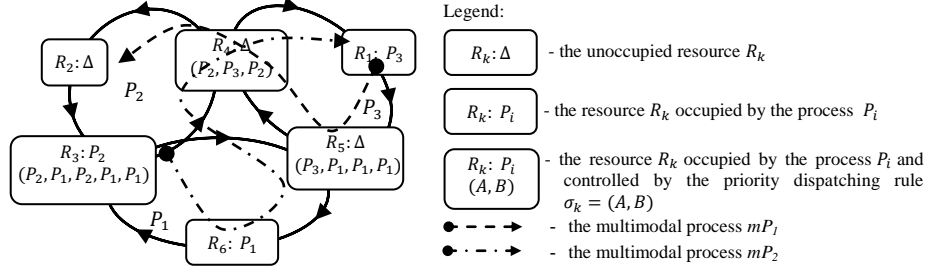 R₂: Δ
R₄: Δ
(P₂, P₃, P₂)
R₁: P₃
P₂
P₃
R₃: P₂
(P₂, P₁, P₂, P₁, P₁)
R₅: Δ
(P₃, P₁, P₁, P₁)
P₁
R₆: P₁
Legend:
Rₖ: Δ
- the unoccupied resource Rₖ
Rₖ: Pᵢ
- the resource Rₖ occupied by the process Pᵢ
Rₖ: Pᵢ
(A, B)
- the resource Rₖ occupied by the process Pᵢ and
controlled by the priority dispatching rule
σₖ = (A, B)
- the multimodal process mP₁
- the multimodal process mP₂